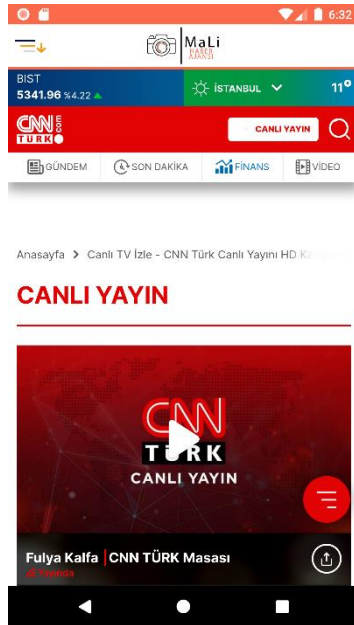 6:32
MaLi
HABER
AJANSI
BIST
5341.96 %4.22
İSTANBUL
11°
CNN
TÜRK
.com
CANLI YAYIN
GÜNDEM
SON DAKİKA
FİNANS
VİDEO
Anasayfa > Canlı TV İzle - CNN Türk Canlı Yayını HD
CANLI YAYIN
CNN
TÜRK
CANLI YAYIN
Fulya Kalfa | CNN TÜRK Masası